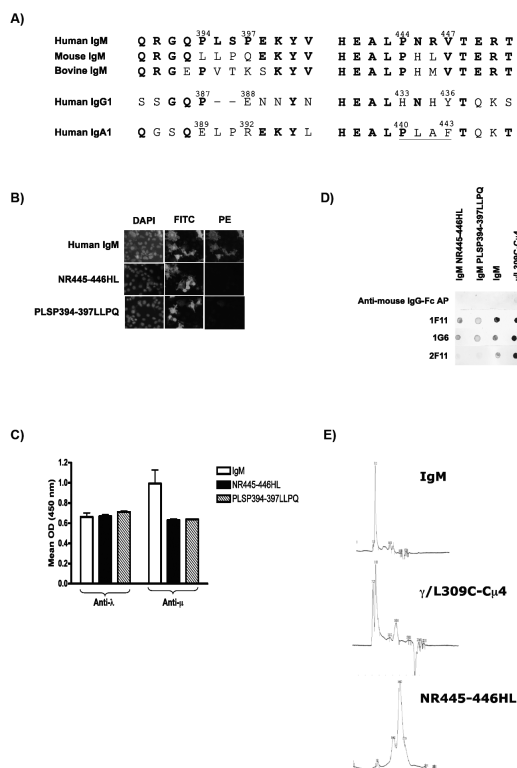 A)
394 397 444 447
Human IgM Q R G Q P L S P E K Y V H E A L P N R V T E R T
Mouse IgM Q R G Q L L P Q E K Y V H E A L P H L V T E R T
Bovine IgM Q R G E P V T K S K Y V H E A L P H M V T E R T
387 388 433 436
Human IgG1 S S G Q P - - E N N Y N H E A L H N H Y T Q K S
389 392 440 443
Human IgA1 Q G S Q E L P R E K Y L H E A L P L A F T Q K T
B)
DAPI FITC PE
Human IgM
NR445-446HL
PLSP394-397LLPQ
D)
IgM NR445-446HL
IgM PLSP394-397LLPQ
IgM
γ/L309C-Cμ4
Anti-mouse IgG-Fc AP
1F11
1G6
2F11
C)
IgM
NR445-446HL
PLSP394-397LLPQ
Mean OD (450 nm)
1.2
1.0
0.8
0.6
0.4
0.2
0.0
Anti-λ Anti-μ
E)
IgM
γ/L309C-Cμ4
NR445-446HL